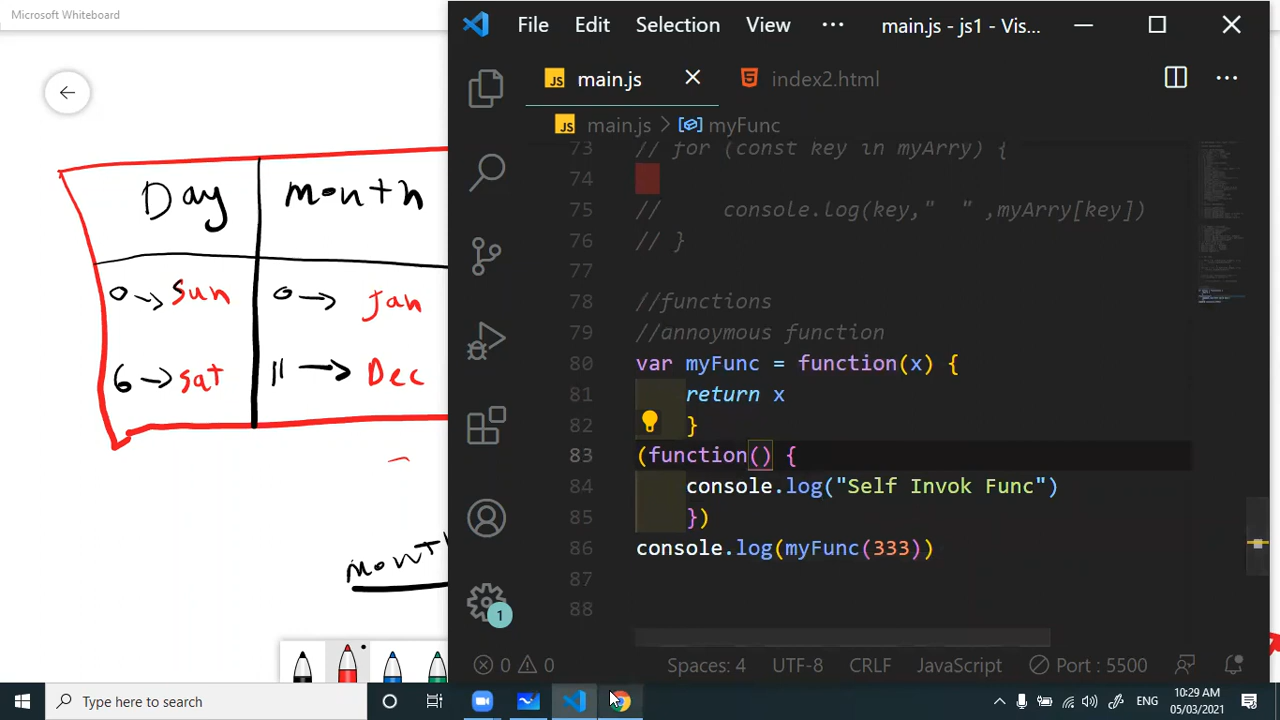 Microsoft Whiteboard
File Edit Selection View ··· main.js - js1 - Vis...
main.js index2.html ···
main.js > myFunc
73 // for (const key in myArry) {
74
75 // console.log(key,"  " ,myArry[key])
76 // }
77
78 //functions
79 //annoymous function
80 var myFunc = function(x) {
81 return x
82 }
83 (function() {
84 console.log("Self Invok Func")
85 })
86 console.log(myFunc(333))
87
88
Day month
0 → Sun 0 → Jan
6 → sat 11 → Dec
month
1
0 0 Spaces: 4 UTF-8 CRLF JavaScript Port : 5500
Type here to search
ENG
10:29 AM
05/03/2021